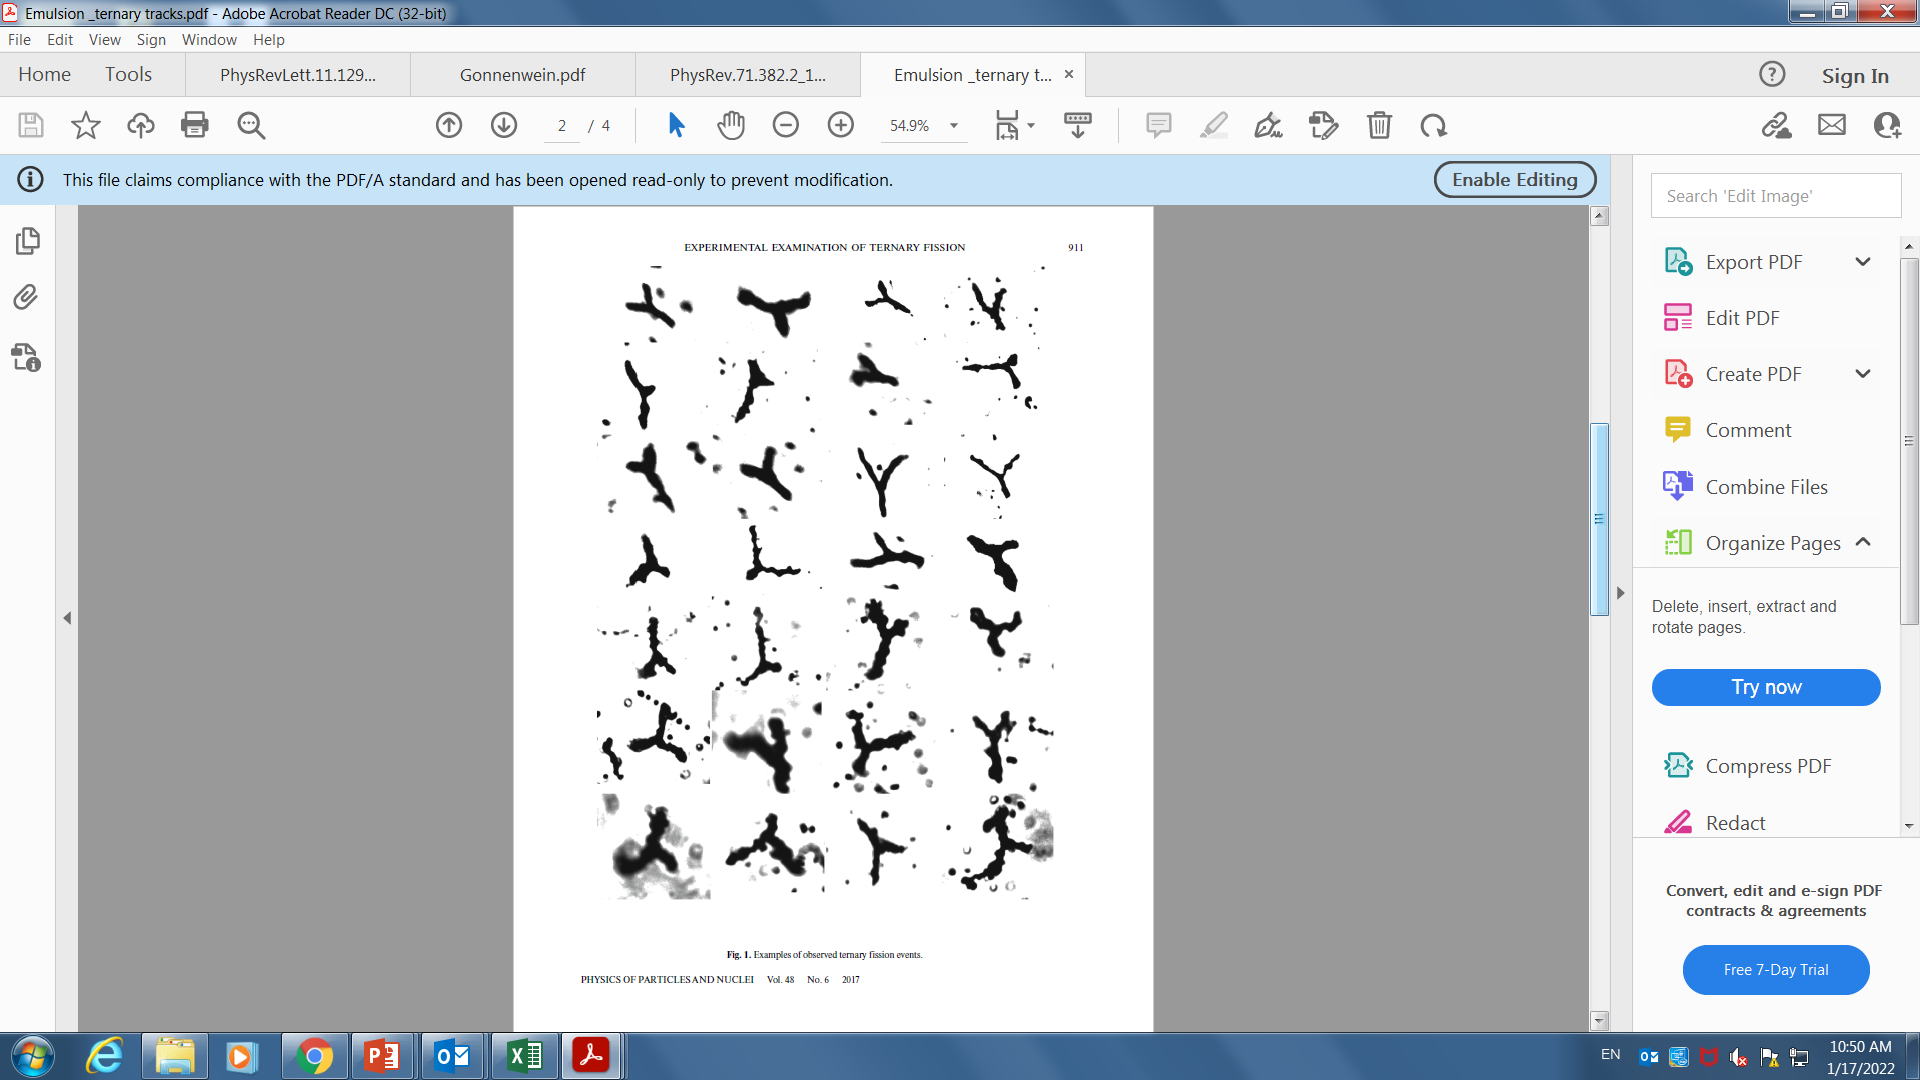 Emulsion _ternary tracks.pdf - Adobe Acrobat Reader DC (32-bit)
File Edit View Sign Window Help
Home Tools PhysRevLett.11.129... Gonnenwein.pdf PhysRev.71.382.2_1... Emulsion _ternary t... × Sign In
2 / 4 54.9%
This file claims compliance with the PDF/A standard and has been opened read-only to prevent modification.
Enable Editing
Search 'Edit Image'
EXPERIMENTAL EXAMINATION OF TERNARY FISSION 911
Export PDF
Edit PDF
Create PDF
Comment
Combine Files
Organize Pages
Delete, insert, extract and
rotate pages.
Try now
Compress PDF
Redact
Convert, edit and e-sign PDF
contracts & agreements
Free 7-Day Trial
Fig. 1. Examples of observed ternary fission events.
PHYSICS OF PARTICLES AND NUCLEI Vol. 48 No. 6 2017
EN
10:50 AM
1/17/2022